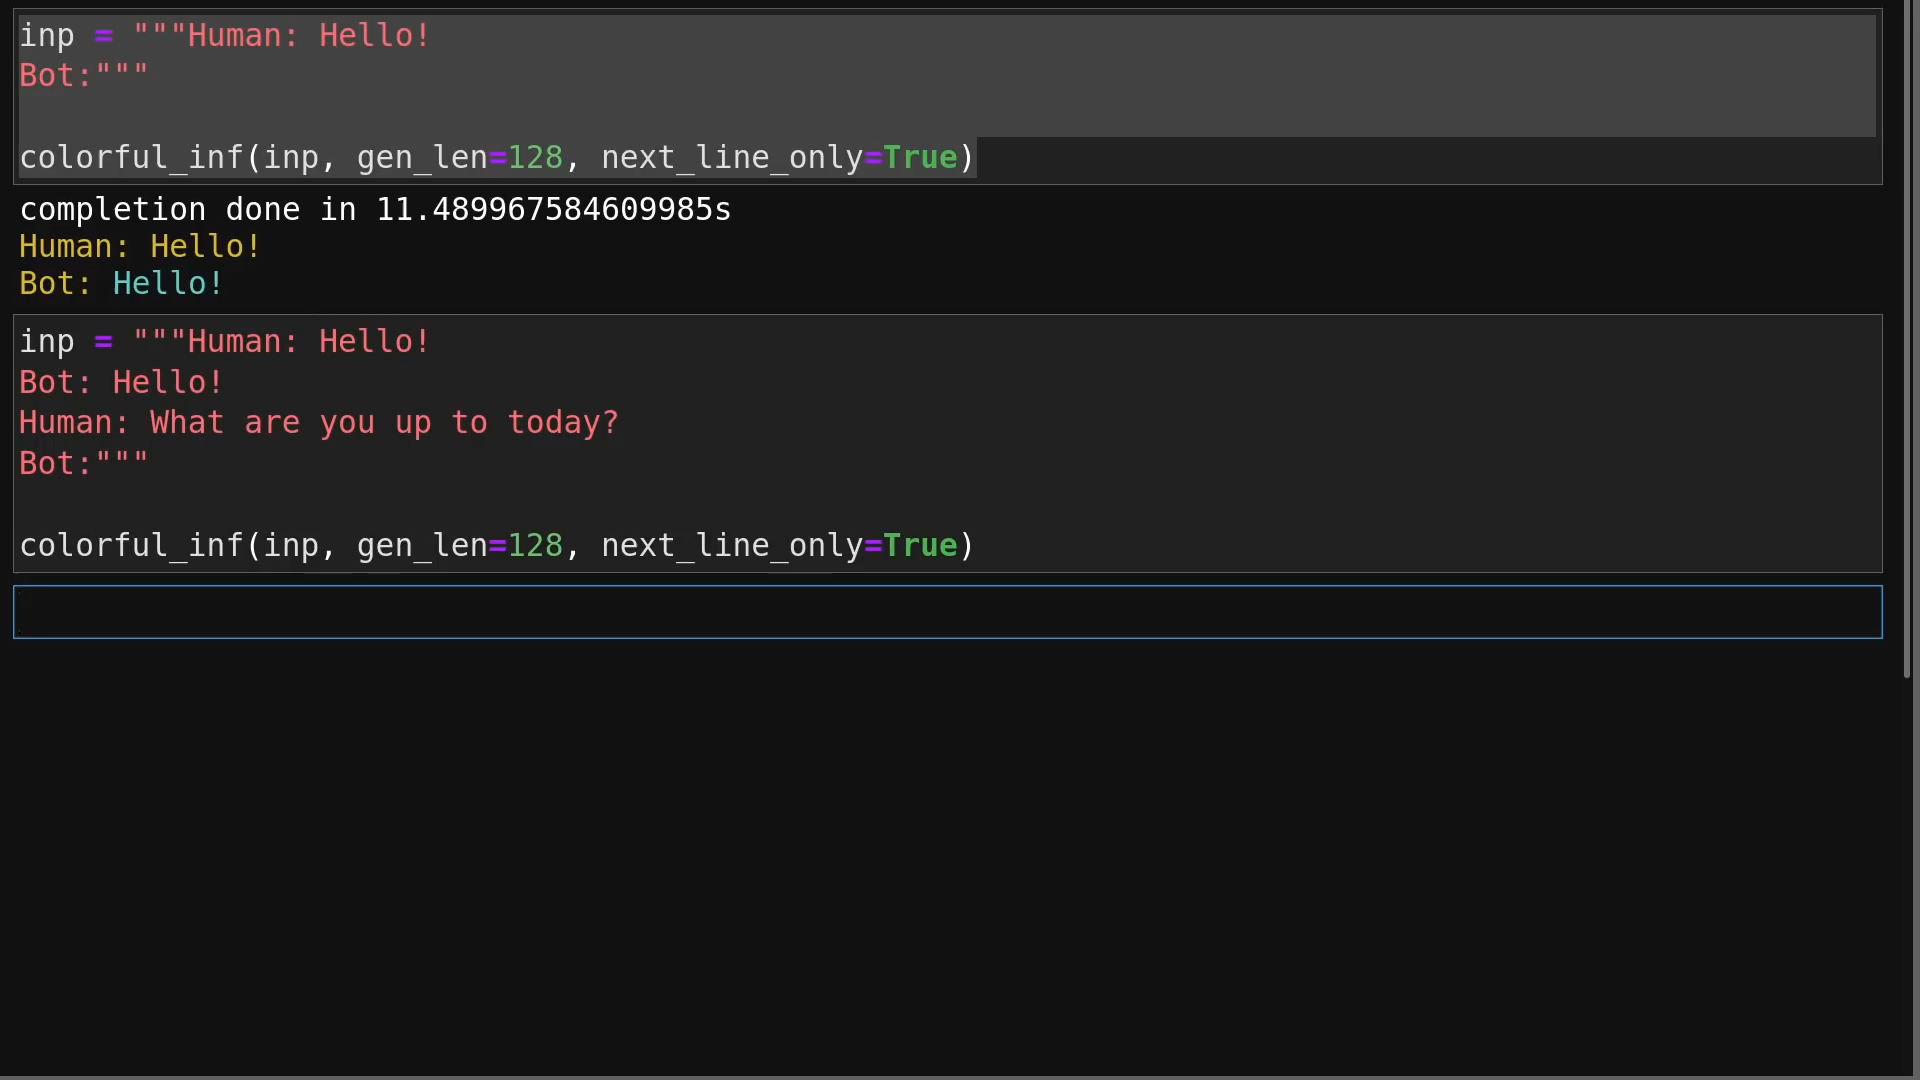 inp = """Human: Hello!
Bot:"""
colorful_inf(inp, gen_len=128, next_line_only=True)
completion done in 11.489967584609985s
Human: Hello!
Bot: Hello!
inp = """Human: Hello!
Bot: Hello!
Human: What are you up to today?
Bot:"""
colorful_inf(inp, gen_len=128, next_line_only=True)